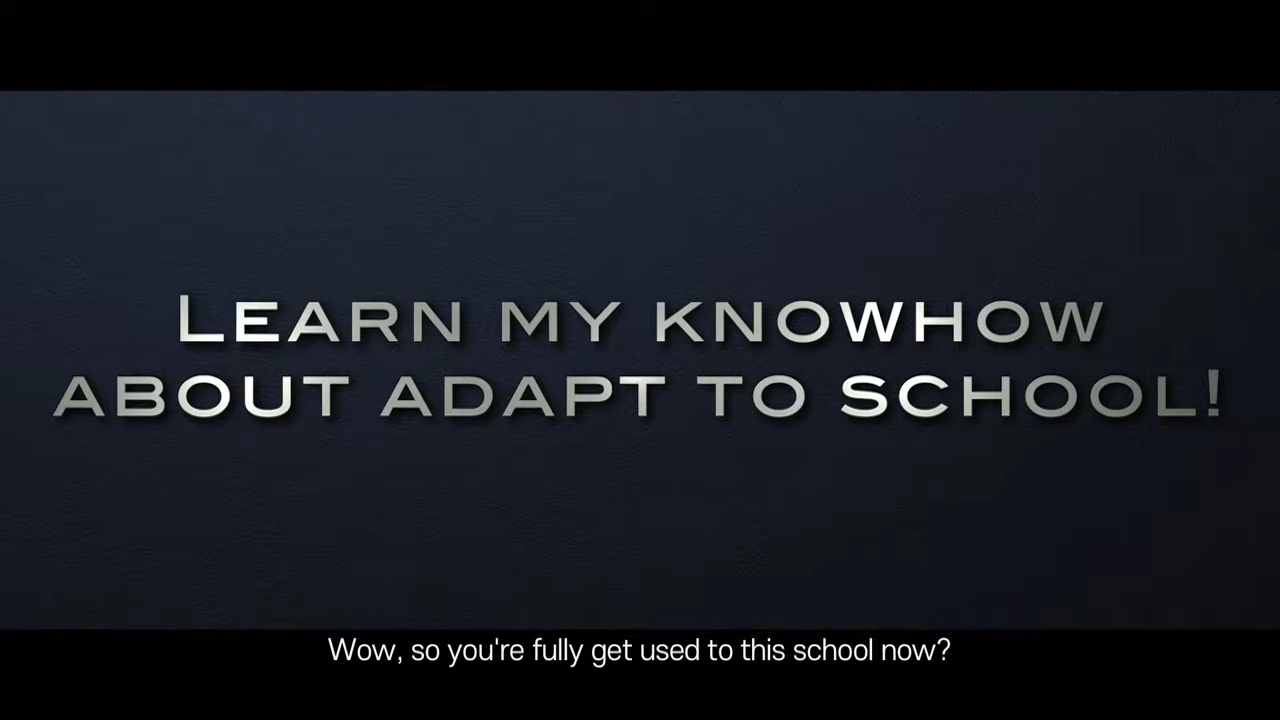 LEARN MY KNOWHOW
ABOUT ADAPT TO SCHOOL!
Wow, so you're fully get used to this school now?